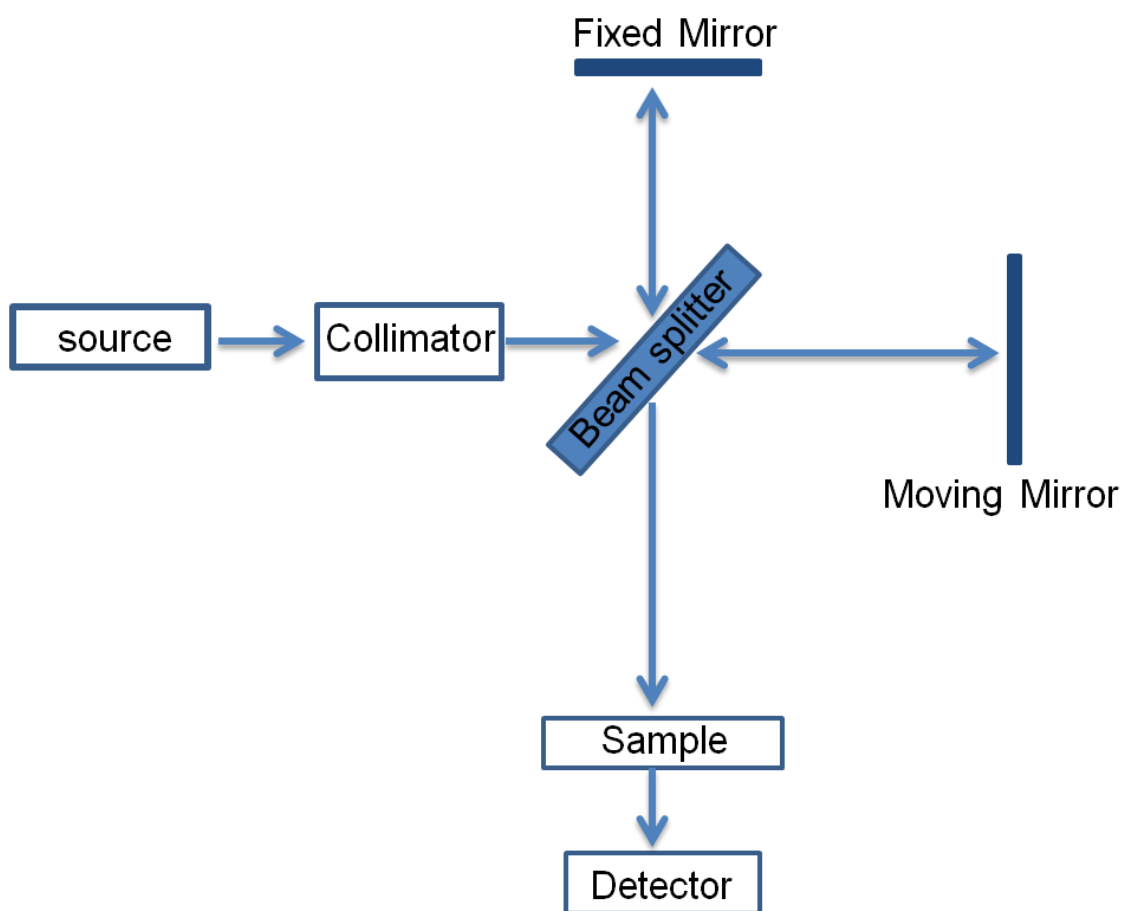 Fixed Mirror
source
Collimator
Beam splitter
Moving Mirror
Sample
Detector